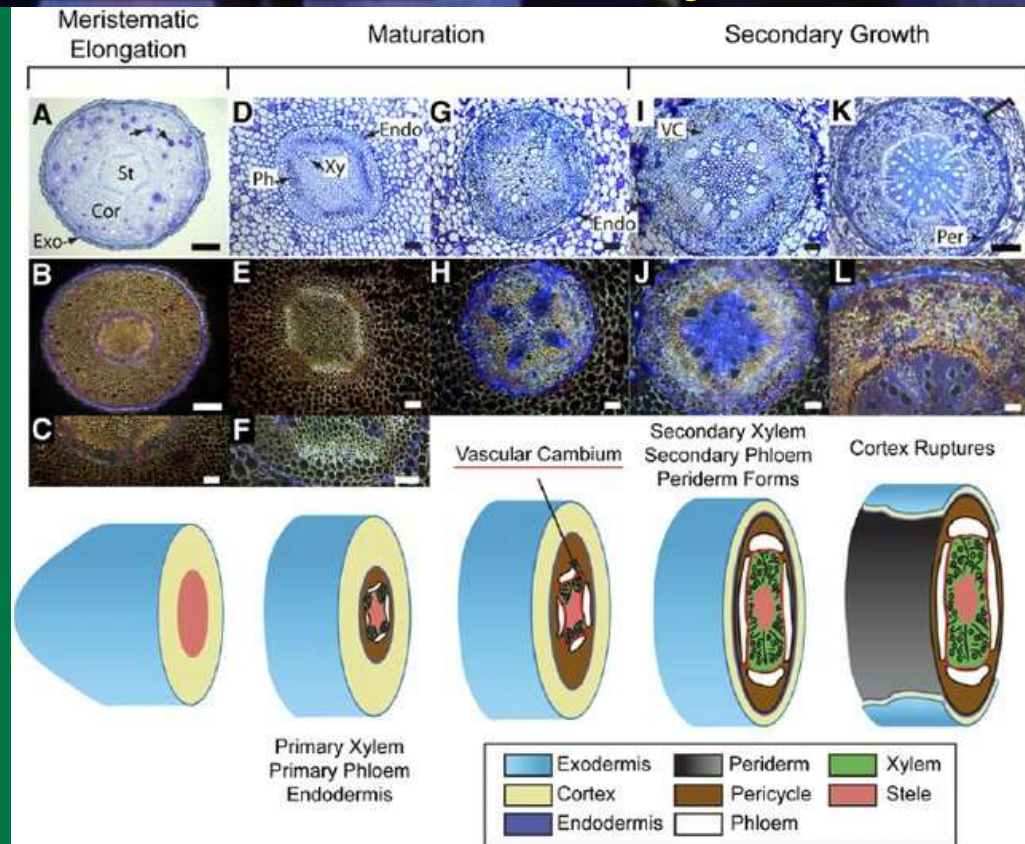 Meristematic
Elongation
Maturation
Secondary Growth
A
St
Cor
Exo
D
Endo
Xy
Ph
G
Endo
I
VC
K
Per
B
E
H
J
L
C
F
Vascular Cambium
Secondary Xylem
Secondary Phloem
Periderm Forms
Cortex Ruptures
Primary Xylem
Primary Phloem
Endodermis
Exodermis
Periderm
Xylem
Cortex
Pericycle
Stele
Endodermis
Phloem